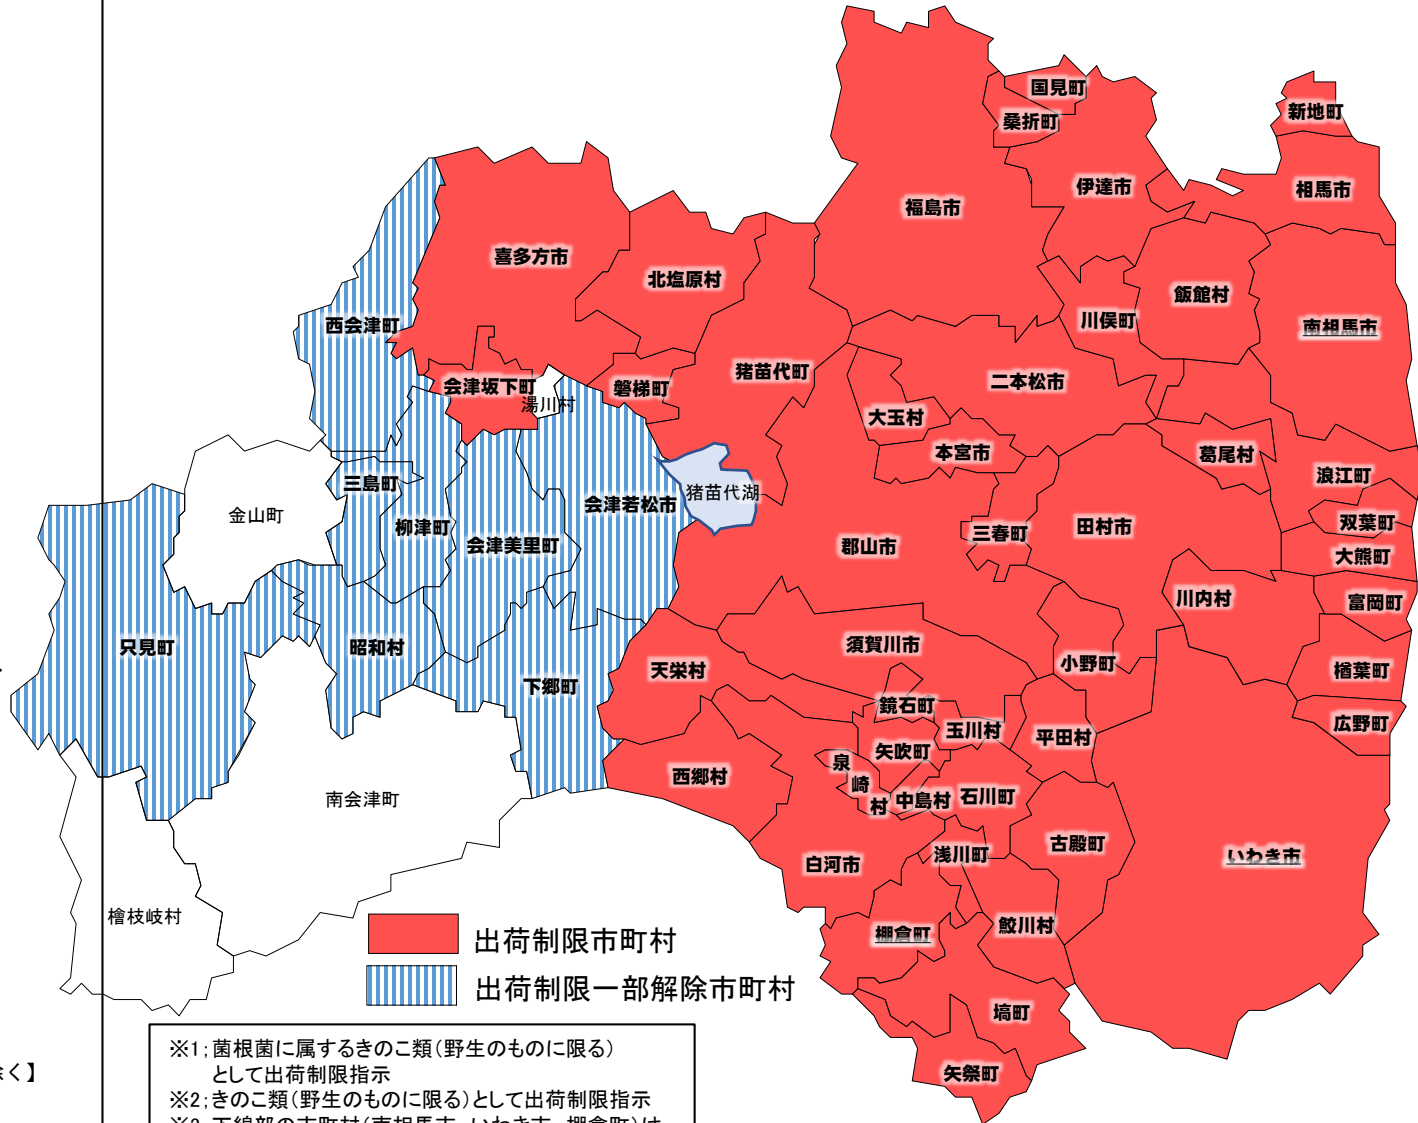 国見町
桑折町
新地町
伊達市
相馬市
福島市
喜多方市
北塩原村
飯館村
川俣町
南相馬市
西会津町
猪苗代町
二本松市
会津坂下町
磐梯町
湯川村
大玉村
本宮市
葛尾村
浪江町
三島町
猪苗代湖
会津若松市
金山町
柳津町
会津美里町
双葉町
田村市
三春町
郡山市
大熊町
川内村
富岡町
只見町
昭和村
須賀川市
小野町
天栄村
楢葉町
下郷町
鏡石町
玉川村
平田村
広野町
矢吹町
泉
崎
村
西郷村
中島村
石川町
南会津町
古殿町
浅川町
いわき市
白河市
檜枝岐村
鮫川村
棚倉町
塙町
矢祭町
出荷制限市町村
出荷制限一部解除市町村
※1;菌根菌に属するきのこ類(野生のものに限る)
として出荷制限指示
※2;きのこ類(野生のものに限る)として出荷制限指示
く】